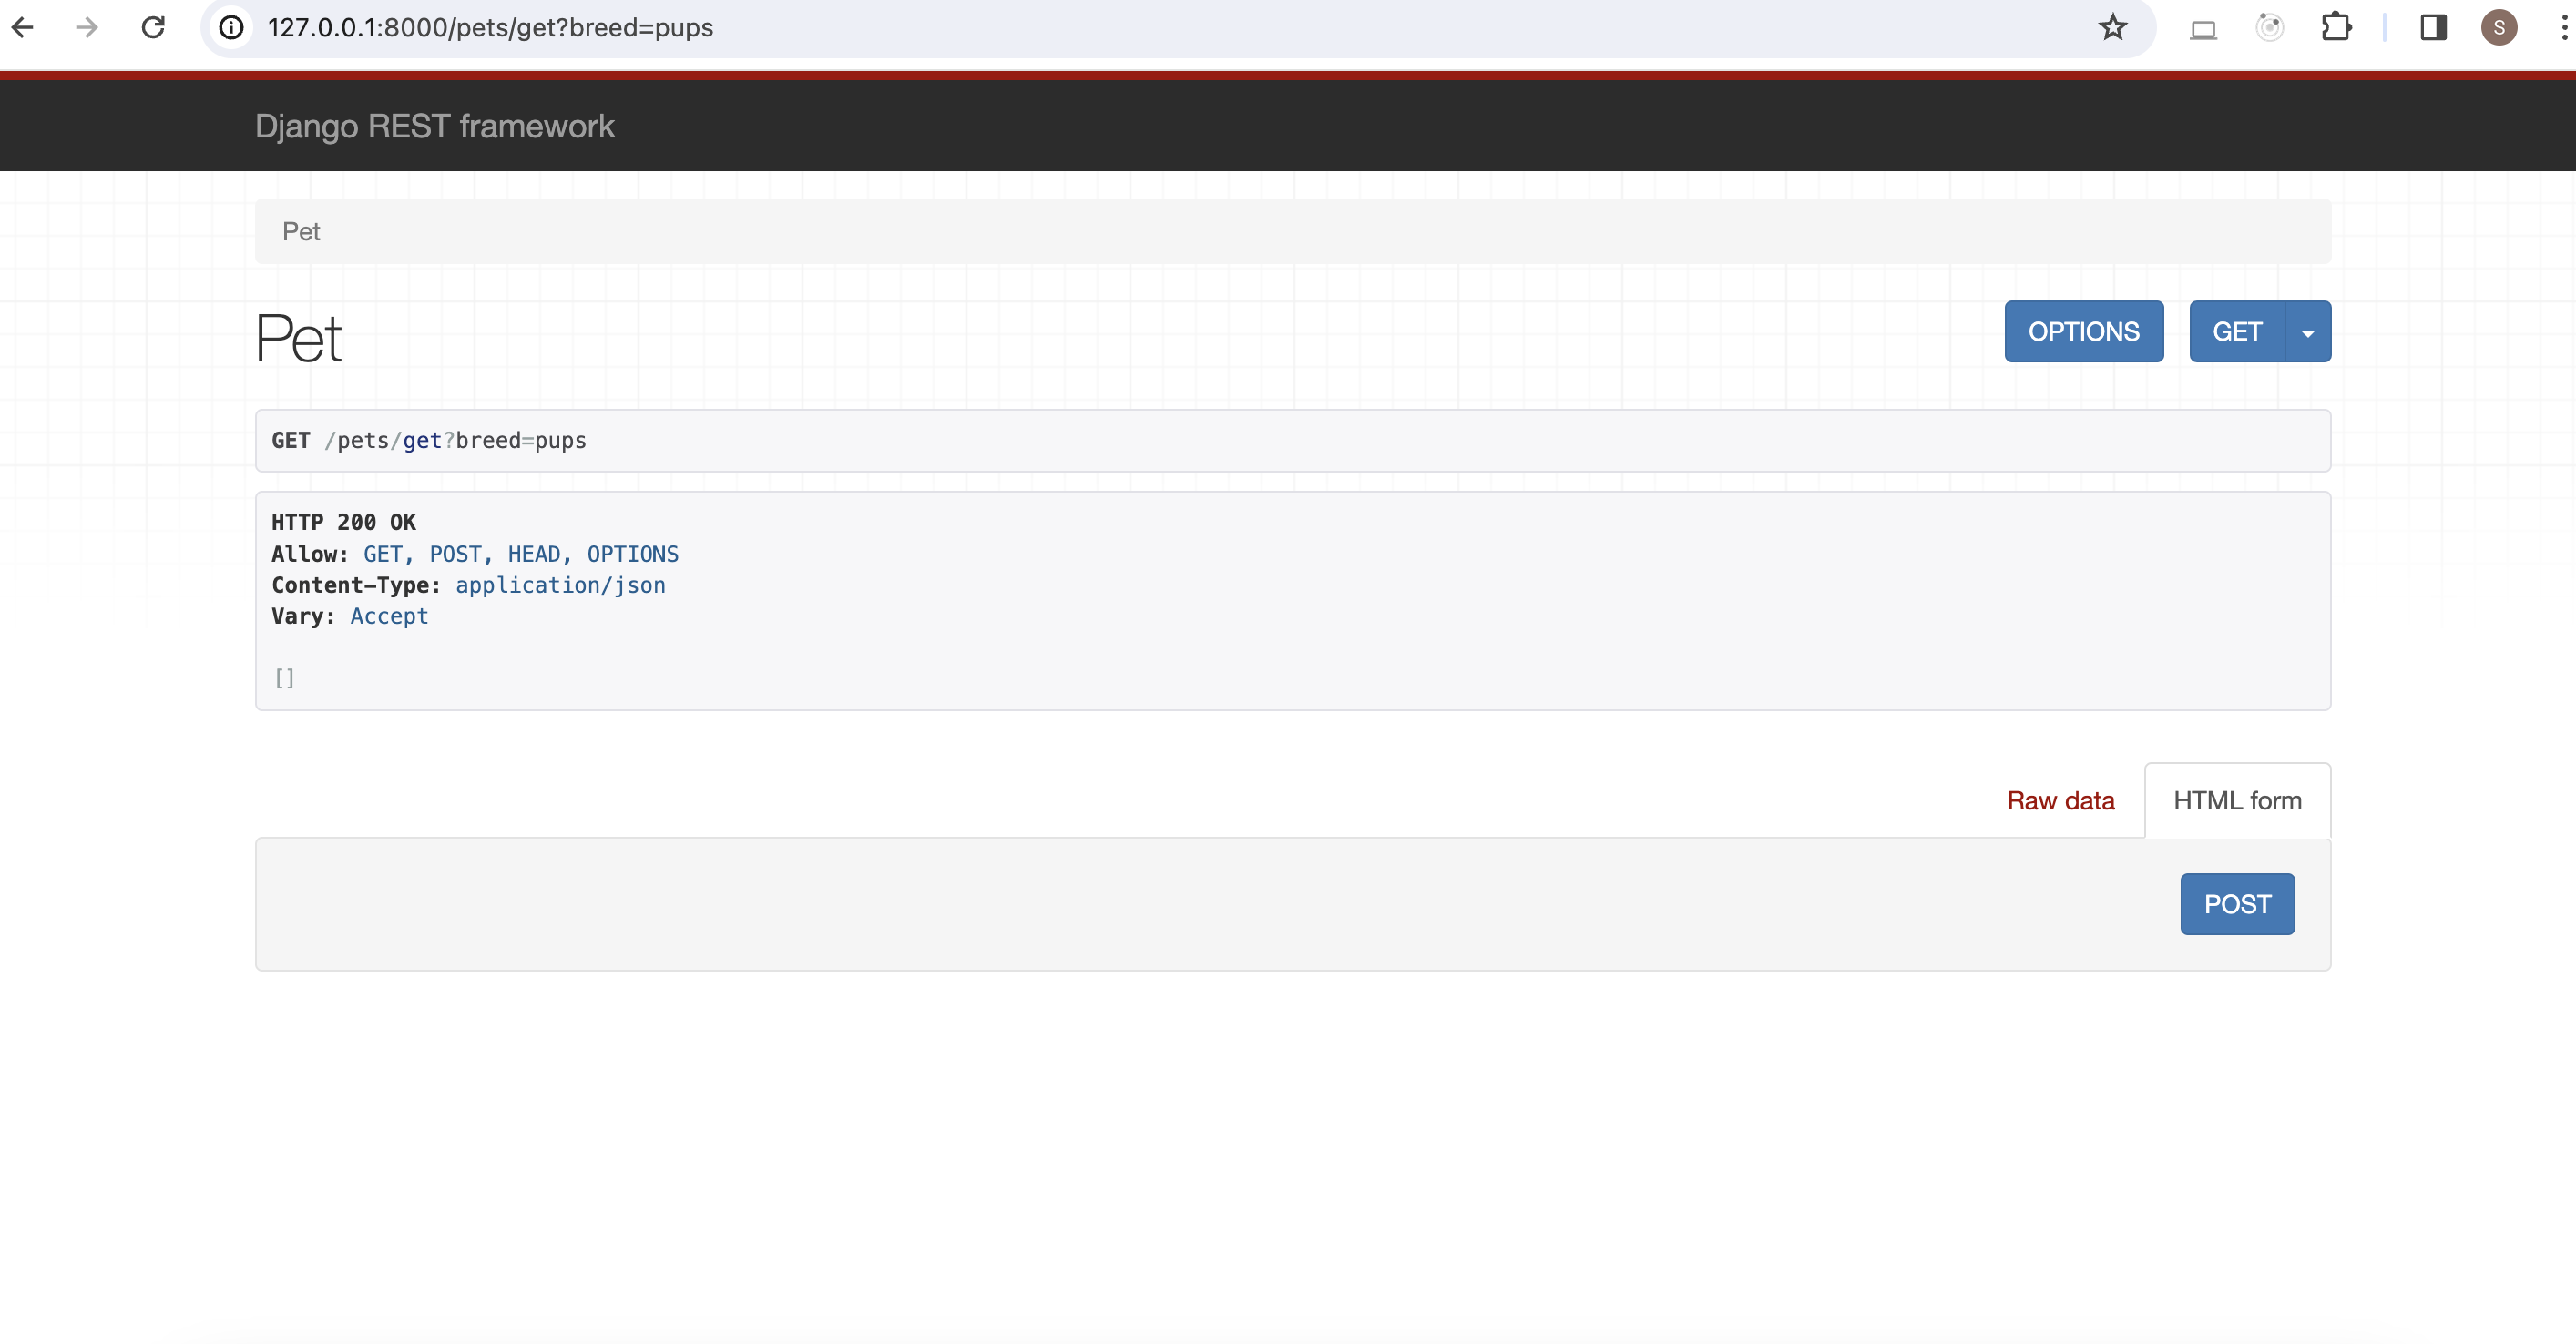 127.0.0.1:8000/pets/get?breed=pups
S
Django REST framework
Pet
Pet
OPTIONS
GET
GET /pets/get?breed=pups
HTTP 200 OK
Allow: GET, POST, HEAD, OPTIONS
Content-Type: application/json
Vary: Accept
[]
Raw data
HTML form
POST